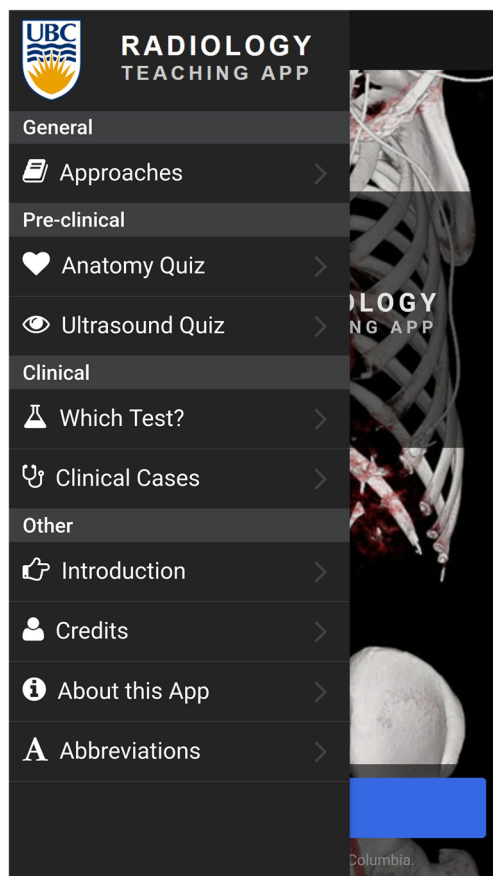 UBC
RADIOLOGY
TEACHING APP
General
Approaches
Pre-clinical
Anatomy Quiz
OLOGY
NG APP
Ultrasound Quiz
Clinical
Which Test?
Clinical Cases
Other
Introduction
Credits
About this App
A Abbreviations
Columbia.